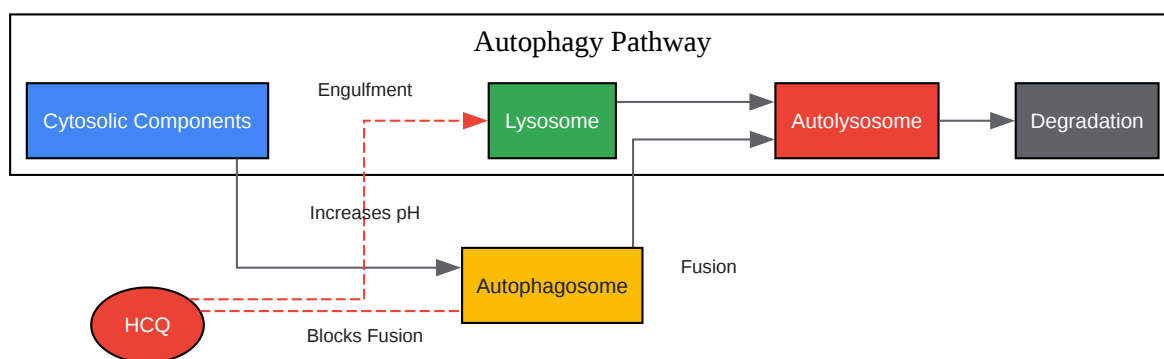 Autophagy Pathway
Engulfment
Cytosolic Components
Lysosome
Autolysosome
Degradation
Increases pH
Fusion
Autophagosome
HCQ
Blocks Fusion